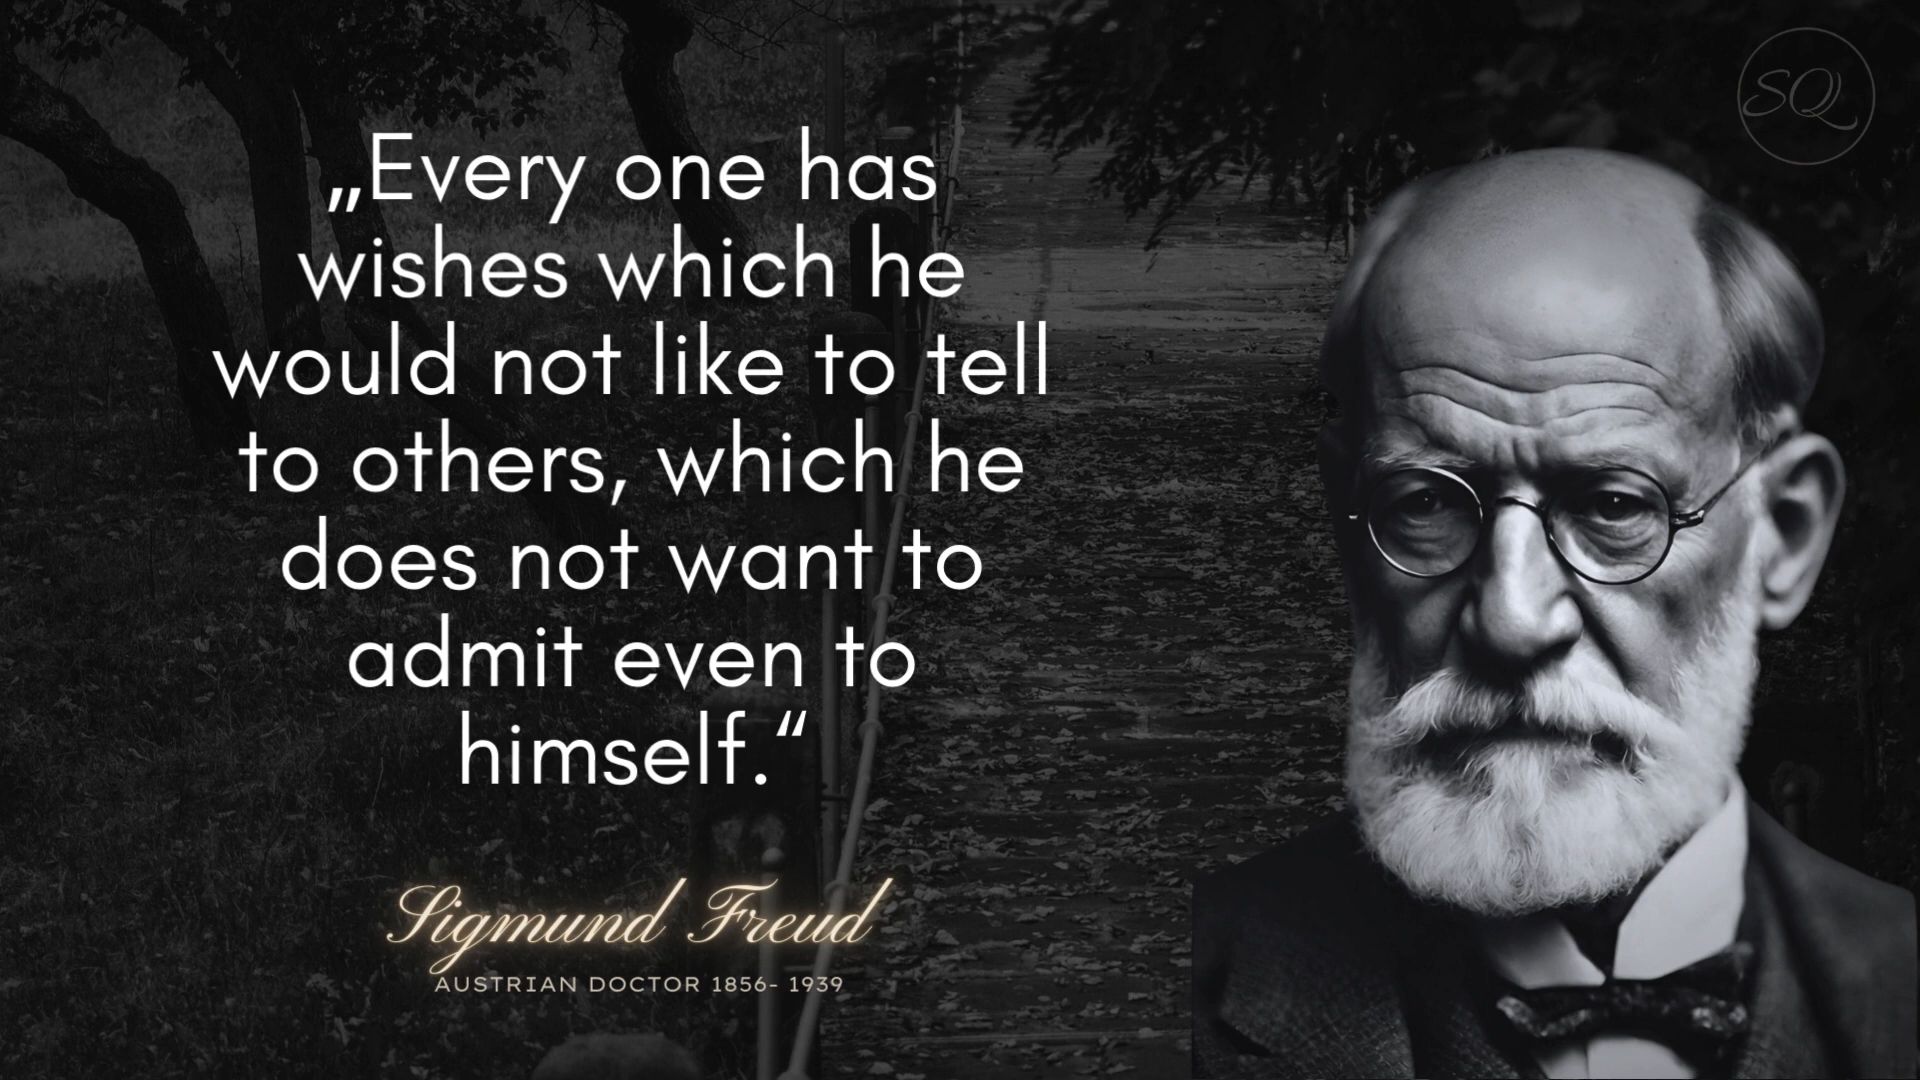 SQ
„Every one has
wishes which he
would not like to tell
to others, which he
does not want to
admit even to
himself.“
Sigmund Freud
AUSTRIAN DOCTOR 1856- 1939